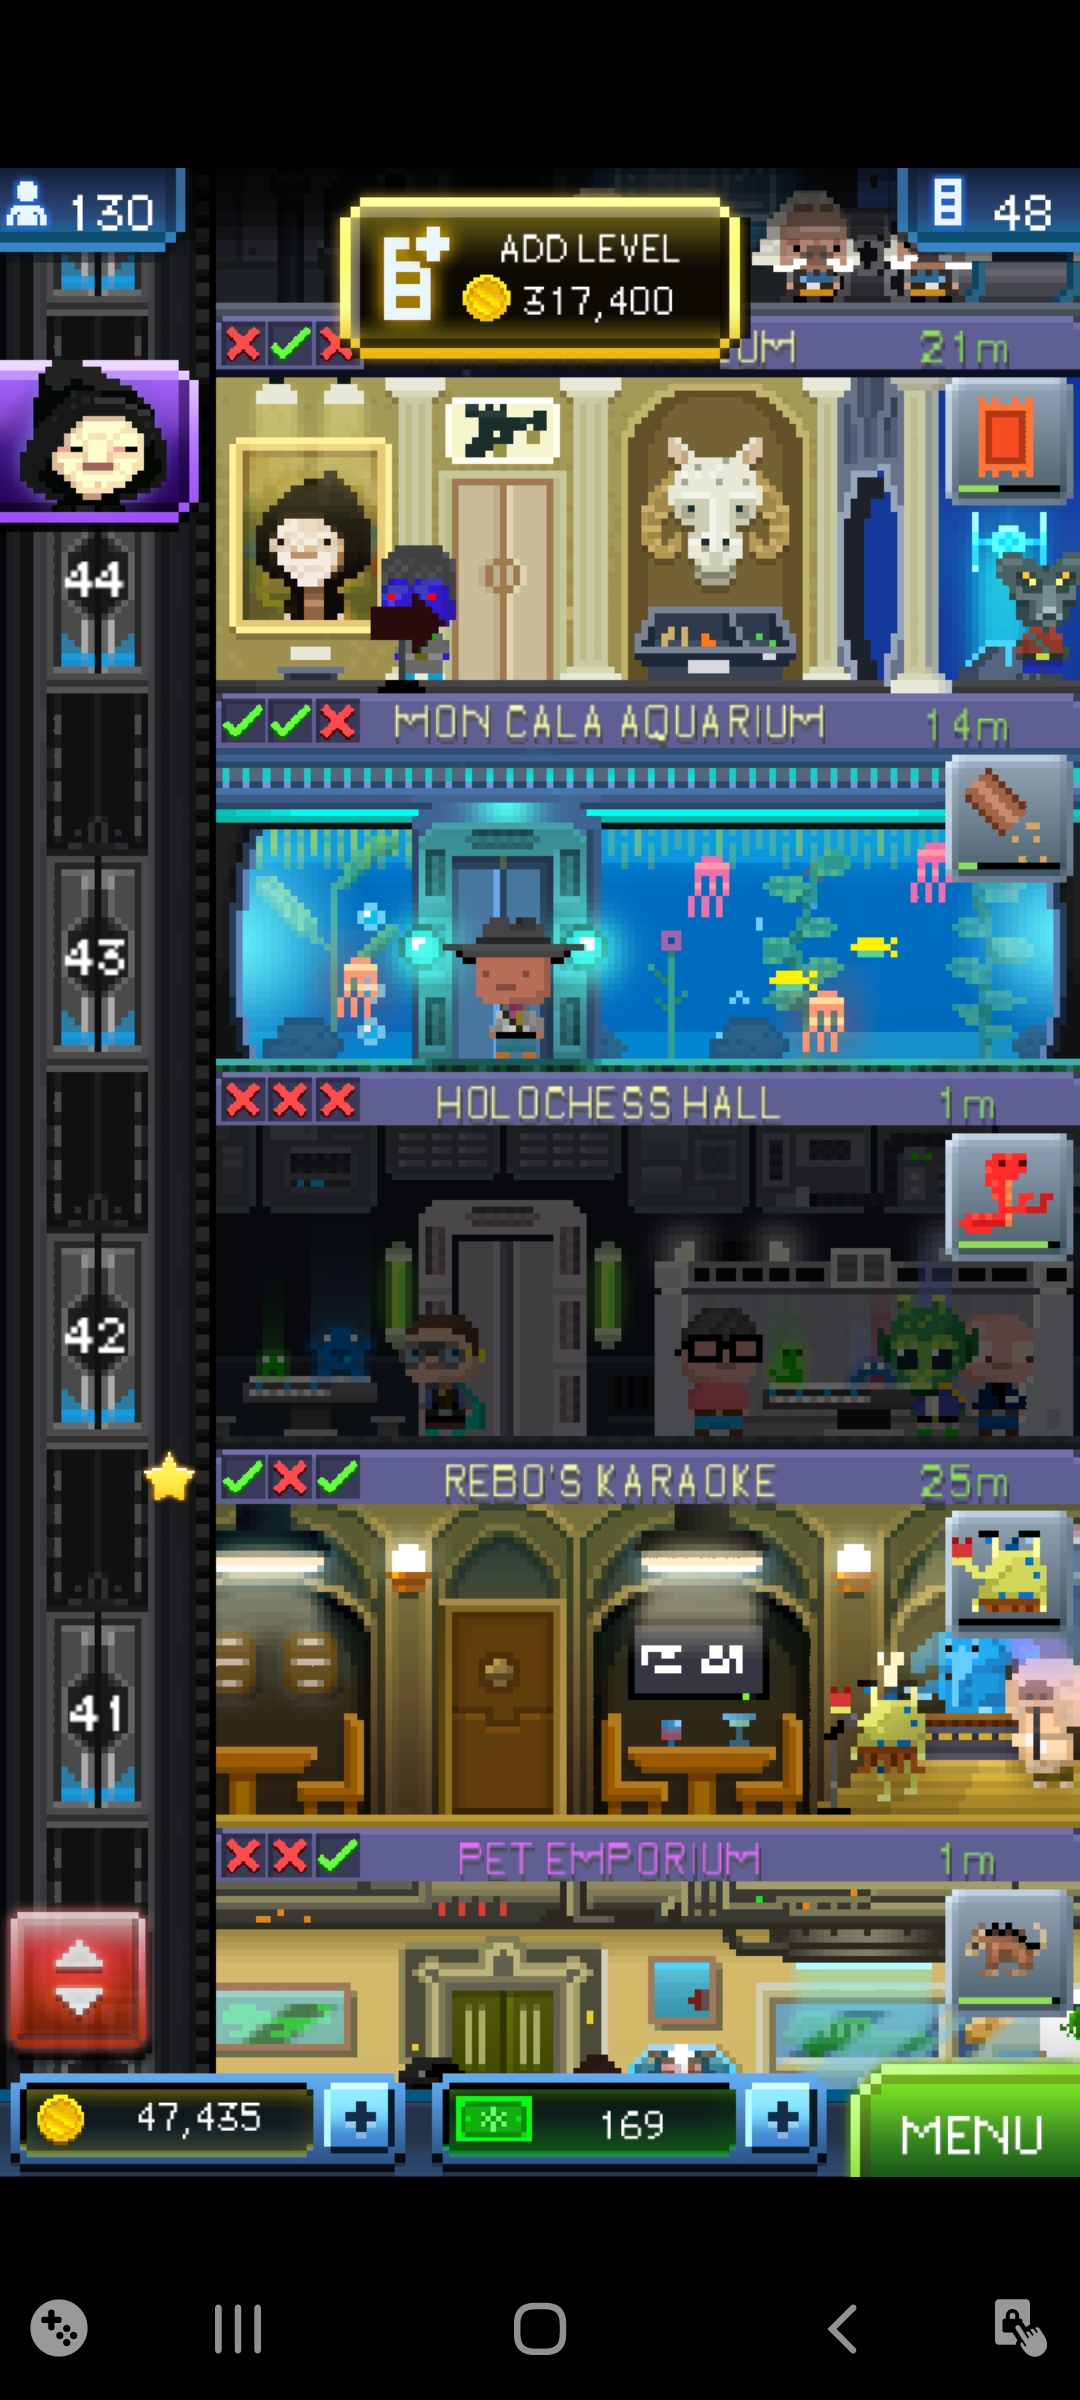 130
48
ADD LEVEL
317,400
21m
44
MON CALA AQUARIUM
14m
43
HOLOCHESS HALL
1m
42
REBO'S KARAOKE
25m
41
PET EMPORIUM
1m
47,435
169
MENU